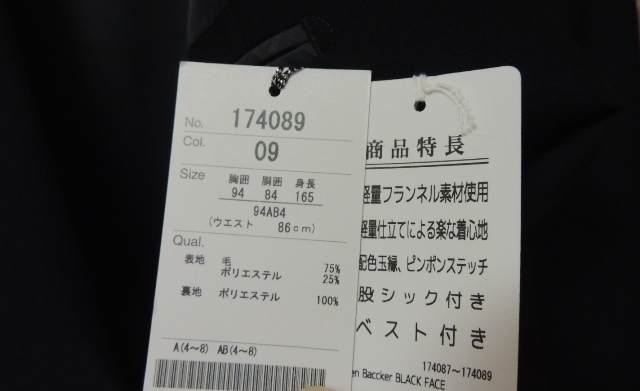 No. 174089
Col. 09
Size 胸囲 胴囲 身長
94 84 165
94AB4
(ウエスト 86cm)
Qual.
表地 毛 75%
ポリエステル 25%
裏地 ポリエステル 100%
A(4~8) AB(4~8)
商品特長
軽量フランネル素材使用
軽量仕立てによる楽な着心地
配色玉縁、ピンポンステッチ
股シック付き
ベスト付き
174087~174089
en Baccker BLACK FACE